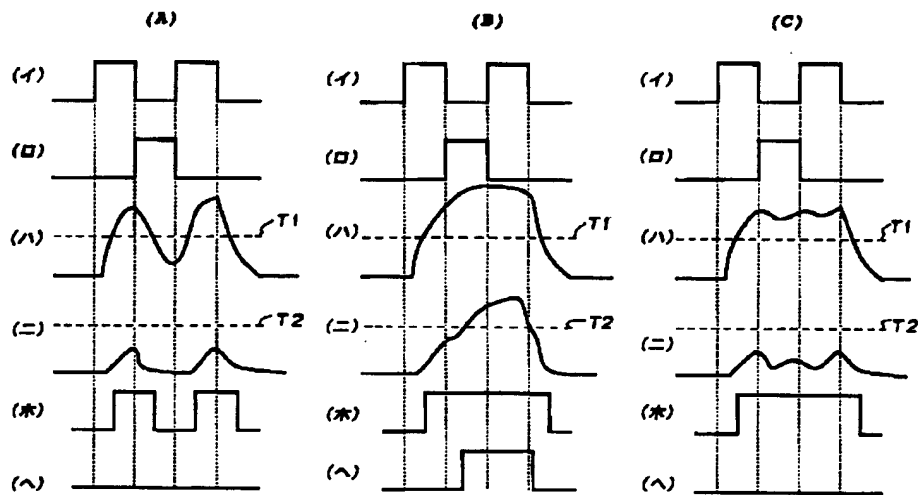 (A) (B) (C)
(イ) (イ) (イ)
(ロ) (ロ) (ロ)
(ハ) T1 (ハ) T1 (ハ) T1
(ニ) T2 (ニ) T2 (ニ) T2
(ホ) (ホ) (ホ)
(ヘ) (ヘ) (ヘ)